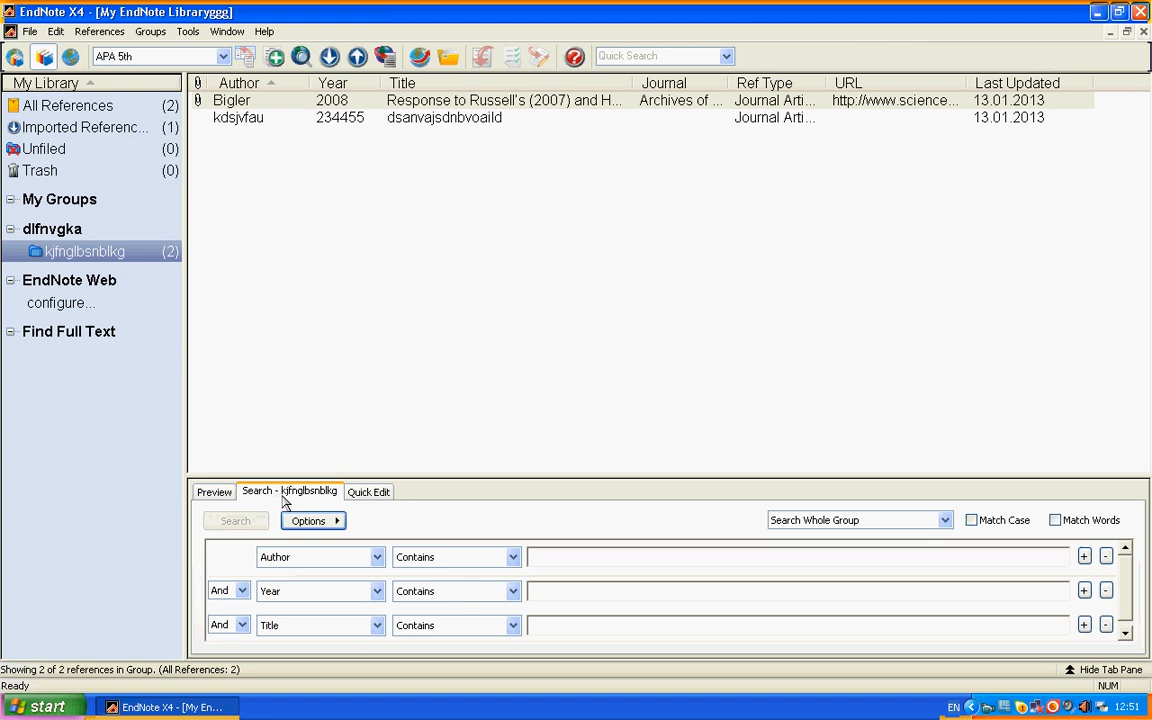 EndNote X4 - [My EndNote Libraryggg]
File Edit References Groups Tools Window Help
APA 5th Quick Search
My Library Author Year Title Journal Ref Type URL Last Updated
All References (2) Bigler 2008 Response to Russell's (2007) and H... Archives of ... Journal Arti... http://www.science... 13.01.2013
kdsjvfau 234455 dsanvajsdnbvoaild Journal Arti... 13.01.2013
Imported Referenc... (1)
Unfiled (0)
Trash (0)
My Groups
dlfnvgka
kjfnglbsnblkg (2)
EndNote Web
configure...
Find Full Text
Preview Search - kjfnglbsnblkg Quick Edit
Search Options Search Whole Group Match Case Match Words
Author Contains + -
And Year Contains + -
And Title Contains + -
Showing 2 of 2 references in Group. (All References: 2) Hide Tab Pane
Ready NUM
start EndNote X4 - [My En... EN 12:51